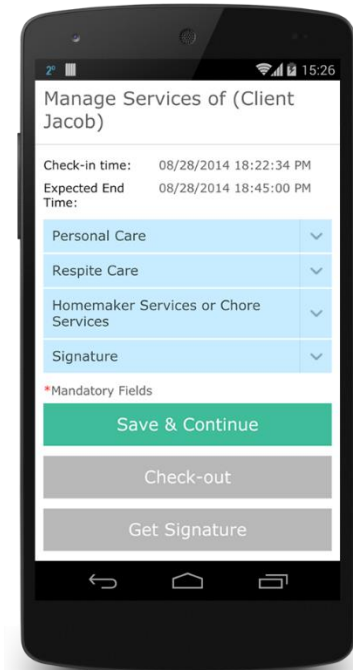 2° 15:26
Manage Services of (Client
Jacob)
Check-in time: 08/28/2014 18:22:34 PM
Expected End 08/28/2014 18:45:00 PM
Time:
Personal Care
Respite Care
Homemaker Services or Chore
Services
Signature
*Mandatory Fields
Save & Continue
Check-out
Get Signature